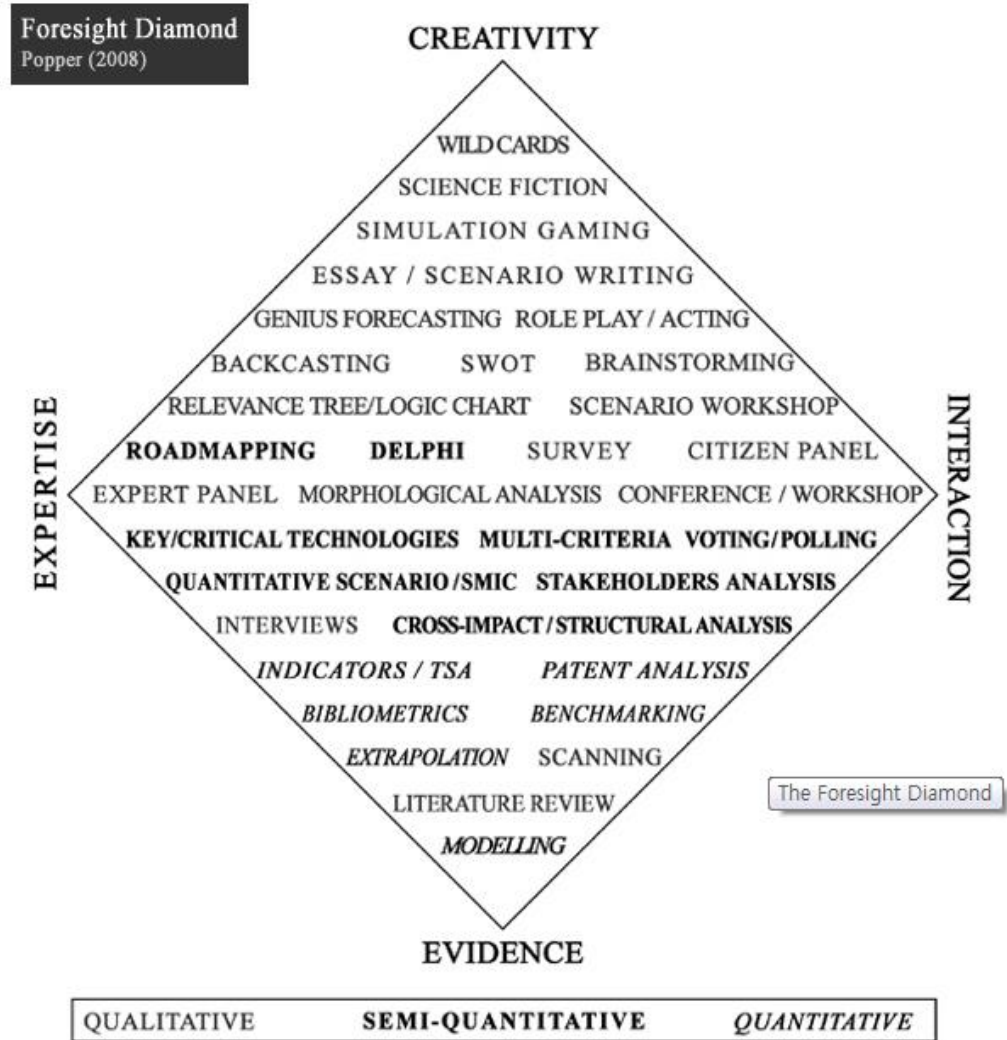 Foresight Diamond
Popper (2008)
CREATIVITY
WILD CARDS
SCIENCE FICTION
SIMULATION GAMING
ESSAY / SCENARIO WRITING
GENIUS FORECASTING ROLE PLAY / ACTING
BACKCASTING SWOT BRAINSTORMING
RELEVANCE TREE/LOGIC CHART SCENARIO WORKSHOP
ROADMAPPING DELPHI SURVEY CITIZEN PANEL
EXPERT PANEL MORPHOLOGICAL ANALYSIS CONFERENCE / WORKSHOP
KEY/CRITICAL TECHNOLOGIES MULTI-CRITERIA VOTING/POLLING
QUANTITATIVE SCENARIO/SMIC STAKEHOLDERS ANALYSIS
INTERVIEWS CROSS-IMPACT / STRUCTURAL ANALYSIS
INDICATORS / TSA PATENT ANALYSIS
BIBLIOMETRICS BENCHMARKING
EXTRAPOLATION SCANNING
LITERATURE REVIEW
MODELLING
EXPERTISE
INTERACTION
The Foresight Diamond
EVIDENCE
QUALITATIVE SEMI-QUANTITATIVE QUANTITATIVE